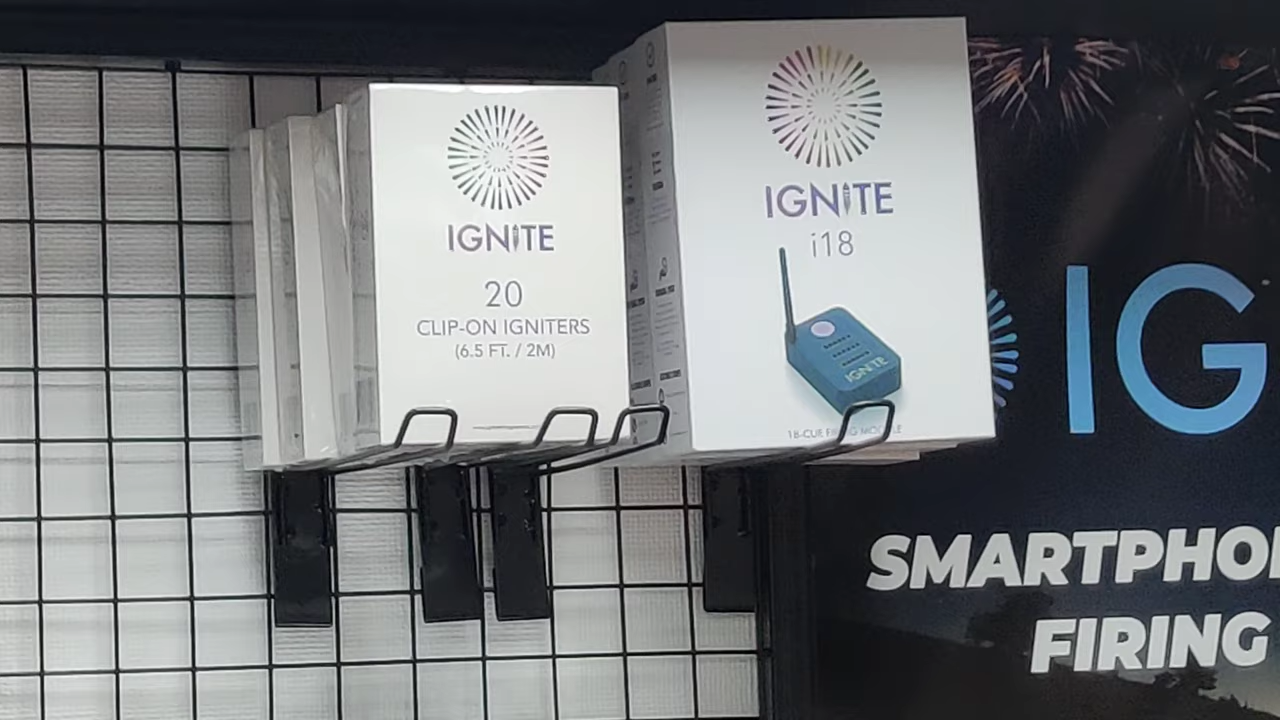 IGNITE
20
CLIP-ON IGNITERS
(6.5 FT. / 2M)
IGNITE
i18
IGNITE
18-CUE FIRING MODULE
IG
SMARTPHO
FIRING